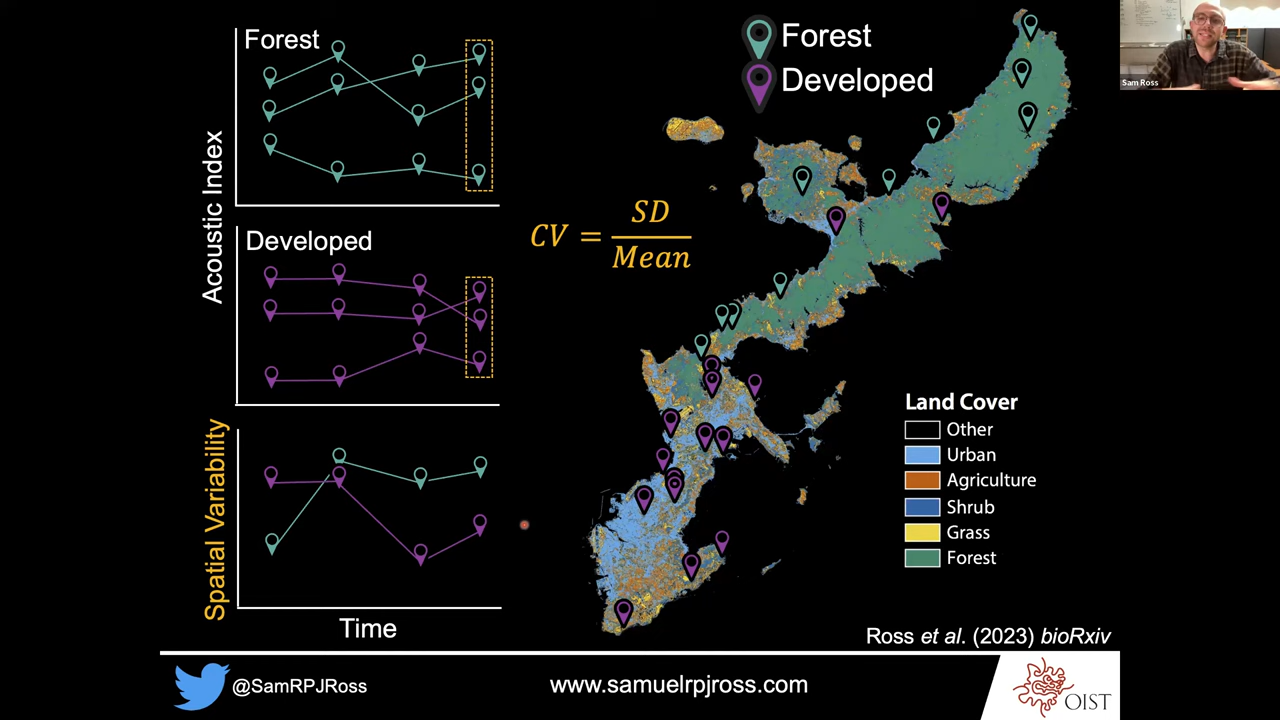 Forest
Developed
Acoustic Index
Spatial Variability
Time
CV = SD
Mean
Forest
Developed
Land Cover
Other
Urban
Agriculture
Shrub
Grass
Forest
Sam Ross
Ross et al. (2023) bioRxiv
@SamRPJRoss
www.samuelrpjross.com
OIST